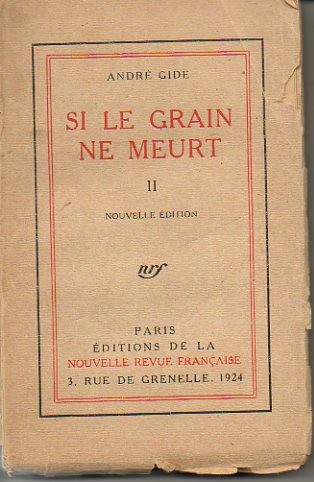 ANDRÉ GIDE
SI LE GRAIN
NE MEURT
II
NOUVELLE ÉDITION
nrf
PARIS
ÉDITIONS DE LA
NOUVELLE REVUE FRANÇAISE
3, RUE DE GRENELLE. 1924